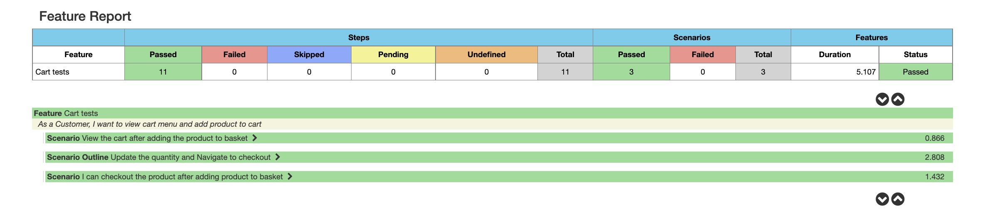 Feature Report
Steps Scenarios Features
Feature Passed Failed Skipped Pending Undefined Total Passed Failed Total Duration Status
Cart tests 11 0 0 0 0 11 3 0 3 5.107 Passed
Feature Cart tests
As a Customer, I want to view cart menu and add product to cart
Scenario View the cart after adding the product to basket 0.866
Scenario Outline Update the quantity and Navigate to checkout 2.808
Scenario I can checkout the product after adding product to basket 1.432